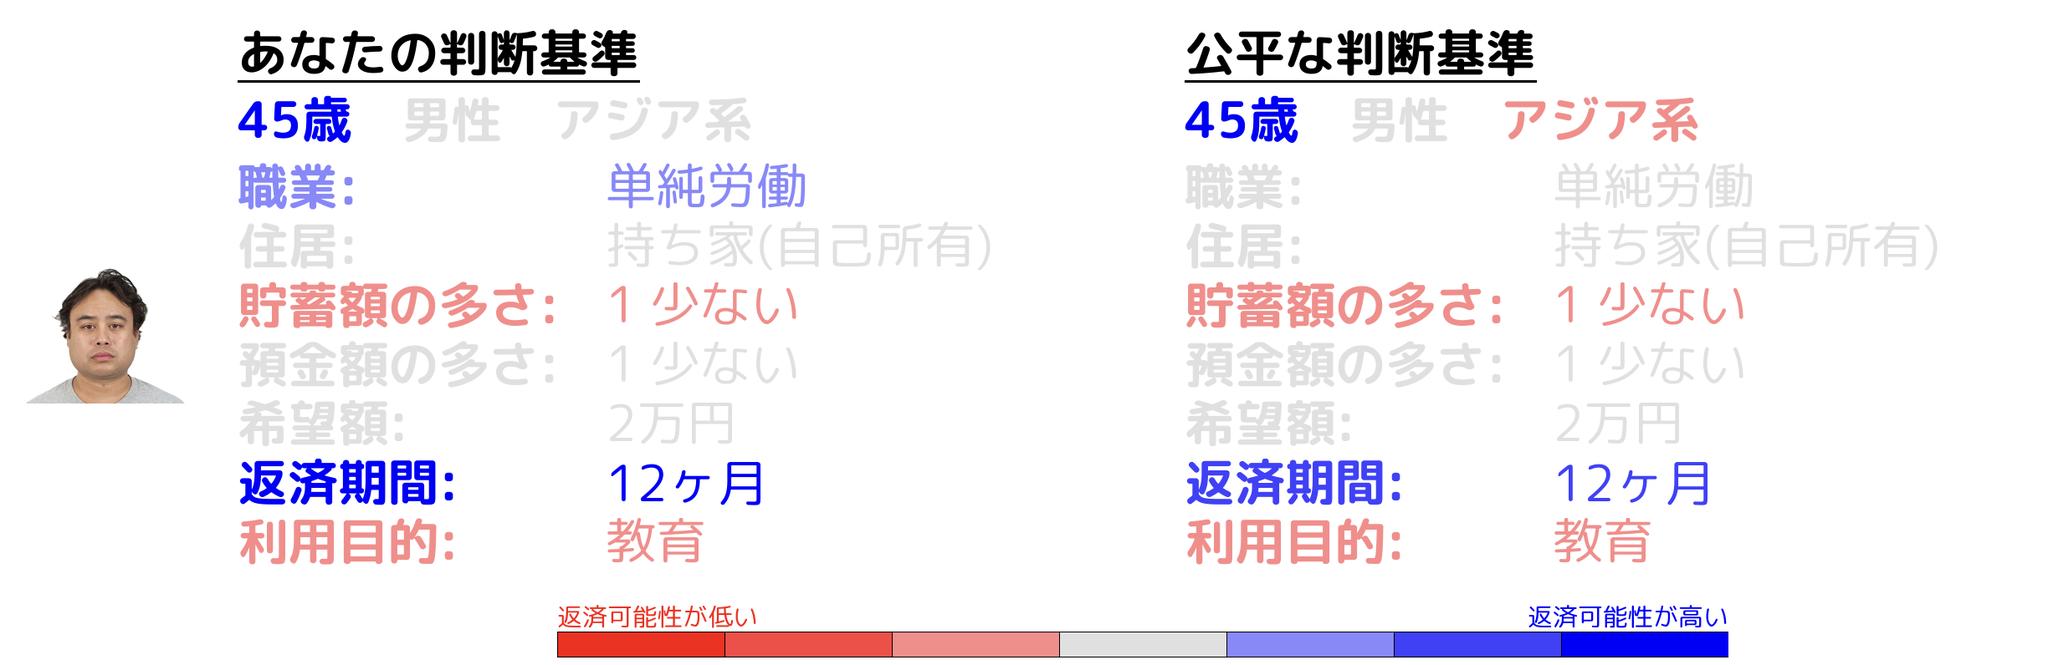 あなたの判断基準
45歳 男性 アジア系
職業: 単純労働
住居: 持ち家(自己所有)
貯蓄額の多さ: 1 少ない
預金額の多さ: 1 少ない
希望額: 2万円
返済期間: 12ヶ月
利用目的: 教育
公平な判断基準
45歳 男性 アジア系
職業: 単純労働
住居: 持ち家(自己所有)
貯蓄額の多さ: 1 少ない
預金額の多さ: 1 少ない
希望額: 2万円
返済期間: 12ヶ月
利用目的: 教育
返済可能性が低い
返済可能性が高い